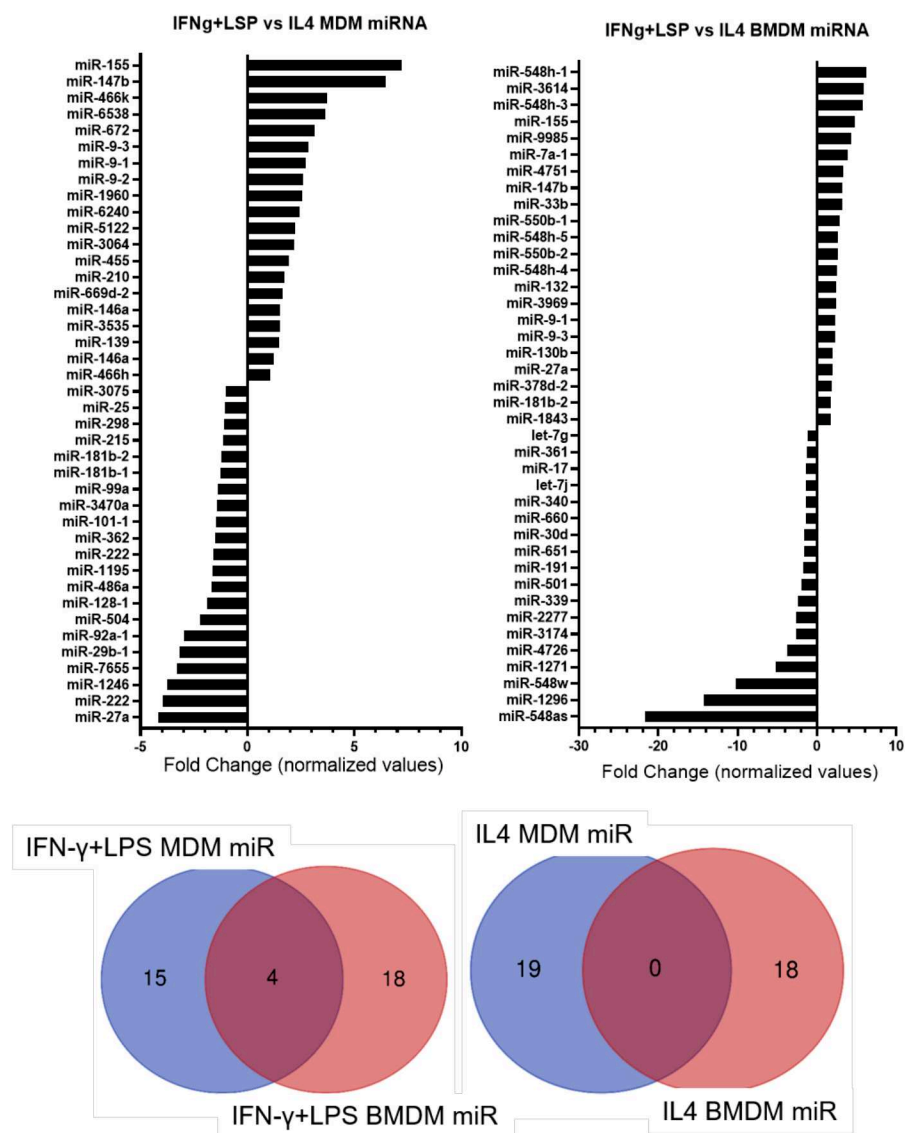 IFNg+LSP vs IL4 MDM miRNA
miR-155
miR-147b
miR-466k
miR-6538
miR-672
miR-9-3
miR-9-1
miR-9-2
miR-1960
miR-6240
miR-5122
miR-3064
miR-455
miR-210
miR-669d-2
miR-146a
miR-3535
miR-139
miR-146a
miR-466h
miR-3075
miR-25
miR-298
miR-215
miR-181b-2
miR-181b-1
miR-99a
miR-3470a
miR-101-1
miR-362
miR-222
miR-1195
miR-486a
miR-128-1
miR-504
miR-92a-1
miR-29b-1
miR-7655
miR-1246
miR-222
miR-27a
-5 0 5 10
Fold Change (normalized values)
IFNg+LSP vs IL4 BMDM miRNA
miR-548h-1
miR-3614
miR-548h-3
miR-155
miR-9985
miR-7a-1
miR-4751
miR-147b
miR-33b
miR-550b-1
miR-548h-5
miR-550b-2
miR-548h-4
miR-132
miR-3969
miR-9-1
miR-9-3
miR-130b
miR-27a
miR-378d-2
miR-181b-2
miR-1843
let-7g
miR-361
miR-17
let-7j
miR-340
miR-660
miR-30d
miR-651
miR-191
miR-501
miR-339
miR-2277
miR-3174
miR-4726
miR-1271
miR-548w
miR-1296
miR-548as
-30 -20 -10 0 10
Fold Change (normalized values)
IFN-γ+LPS MDM miR
15 4 18
IFN-γ+LPS BMDM miR
IL4 MDM miR
19 0 18
IL4 BMDM miR